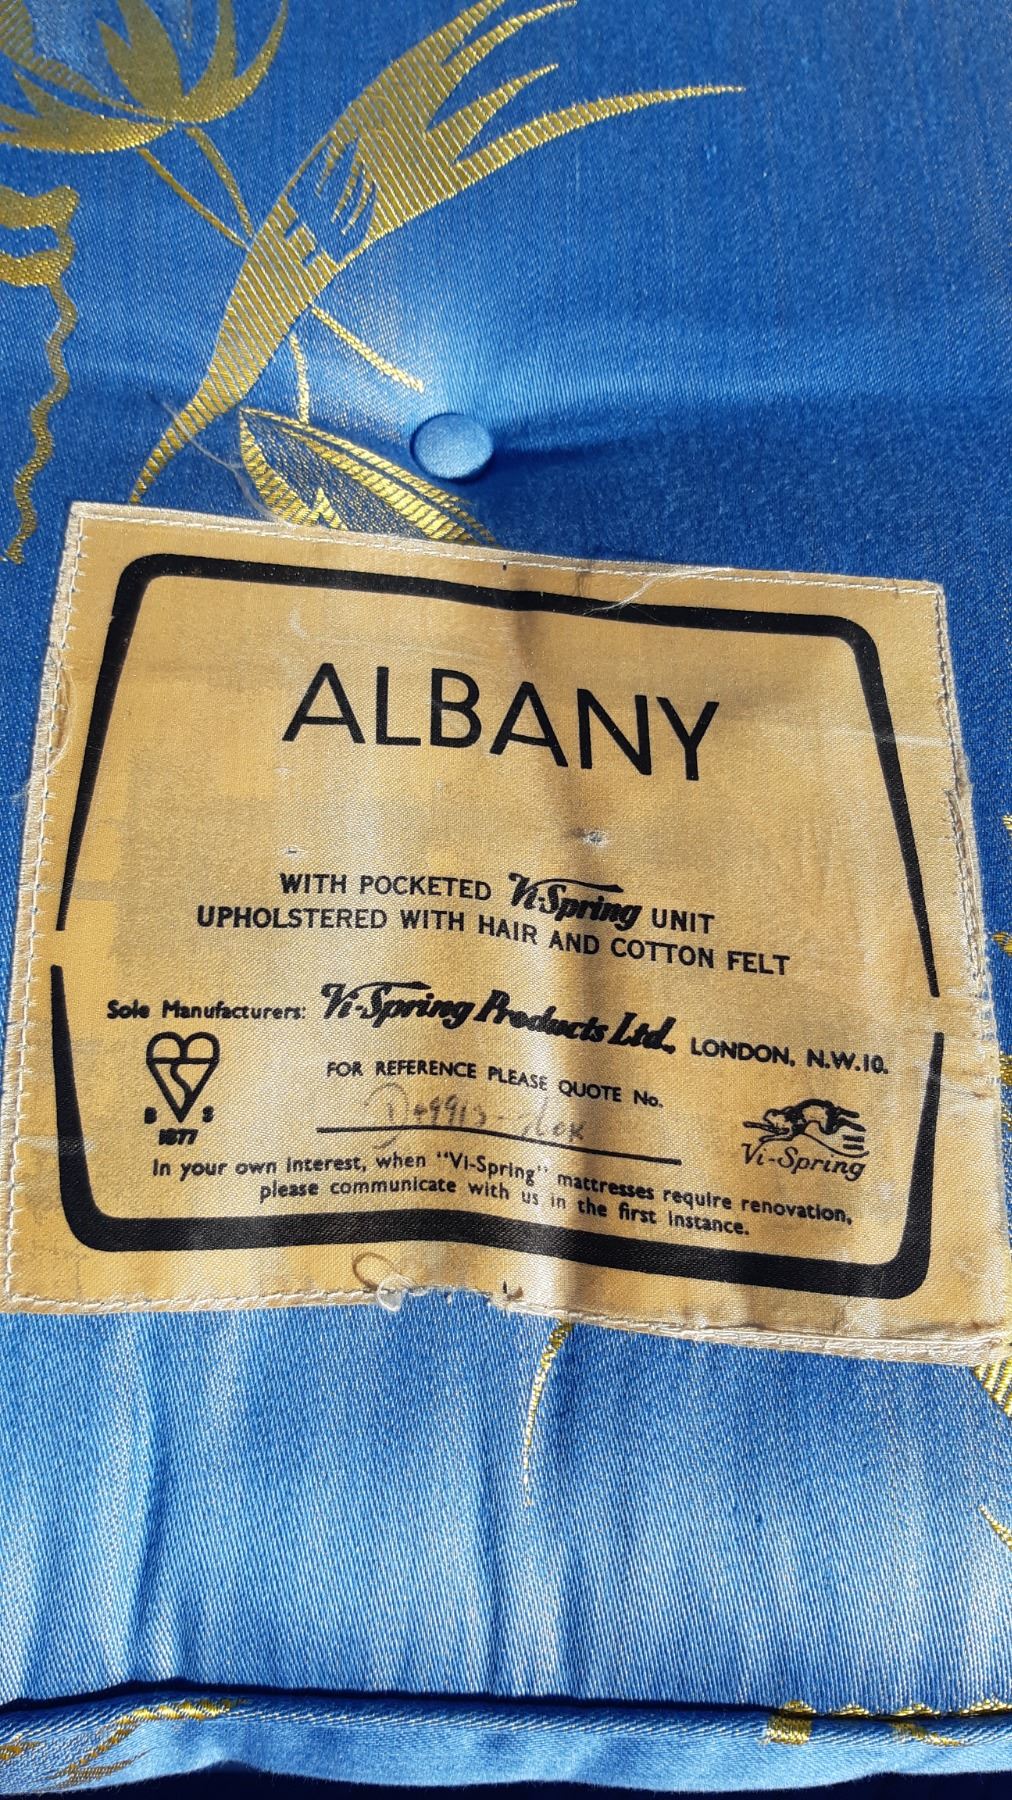 ALBANY
WITH POCKETED Vi-Spring UNIT
UPHOLSTERED WITH HAIR AND COTTON FELT
Sole Manufacturers: Vi-Spring Products Ltd., LONDON, N.W.10.
FOR REFERENCE PLEASE QUOTE No.
B S
1877
Vi-Spring
In your own interest, when "Vi-Spring" mattresses require renovation,
please communicate with us in the first instance.